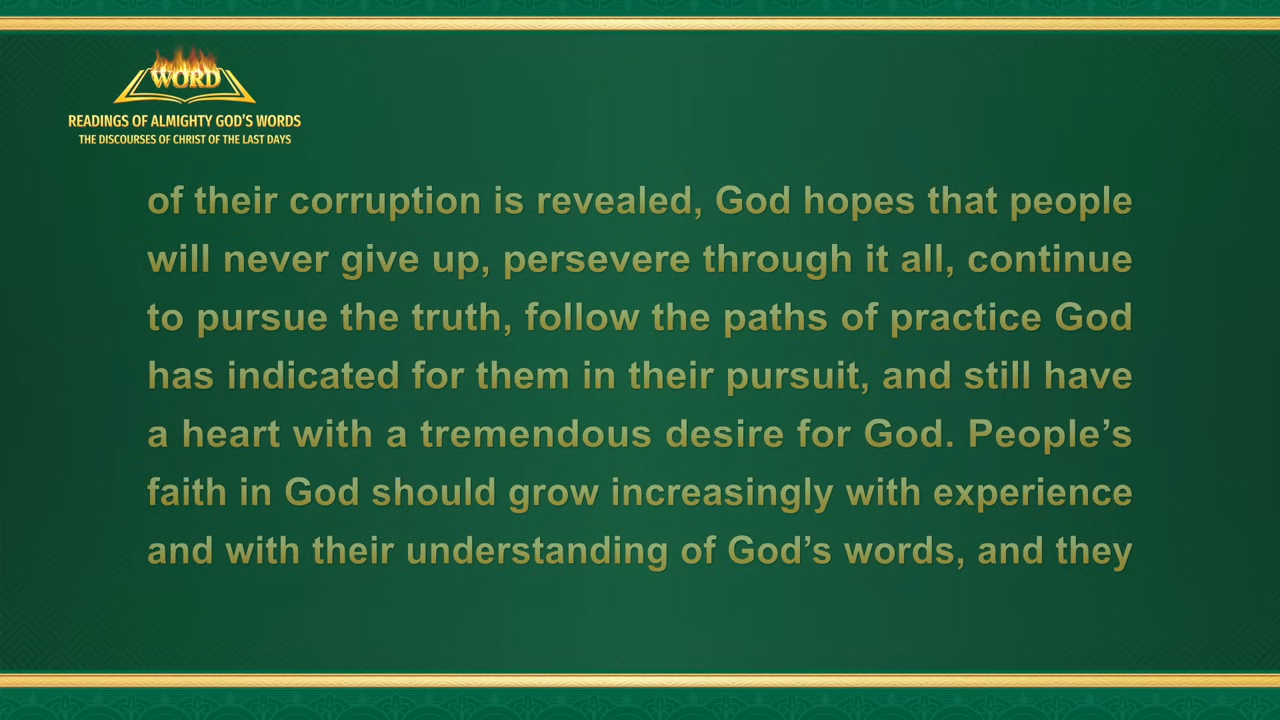 WORD
READINGS OF ALMIGHTY GOD'S WORDS
THE DISCOURSES OF CHRIST OF THE LAST DAYS
of their corruption is revealed, God hopes that people
will never give up, persevere through it all, continue
to pursue the truth, follow the paths of practice God
has indicated for them in their pursuit, and still have
a heart with a tremendous desire for God. People’s
faith in God should grow increasingly with experience
and with their understanding of God’s words, and they